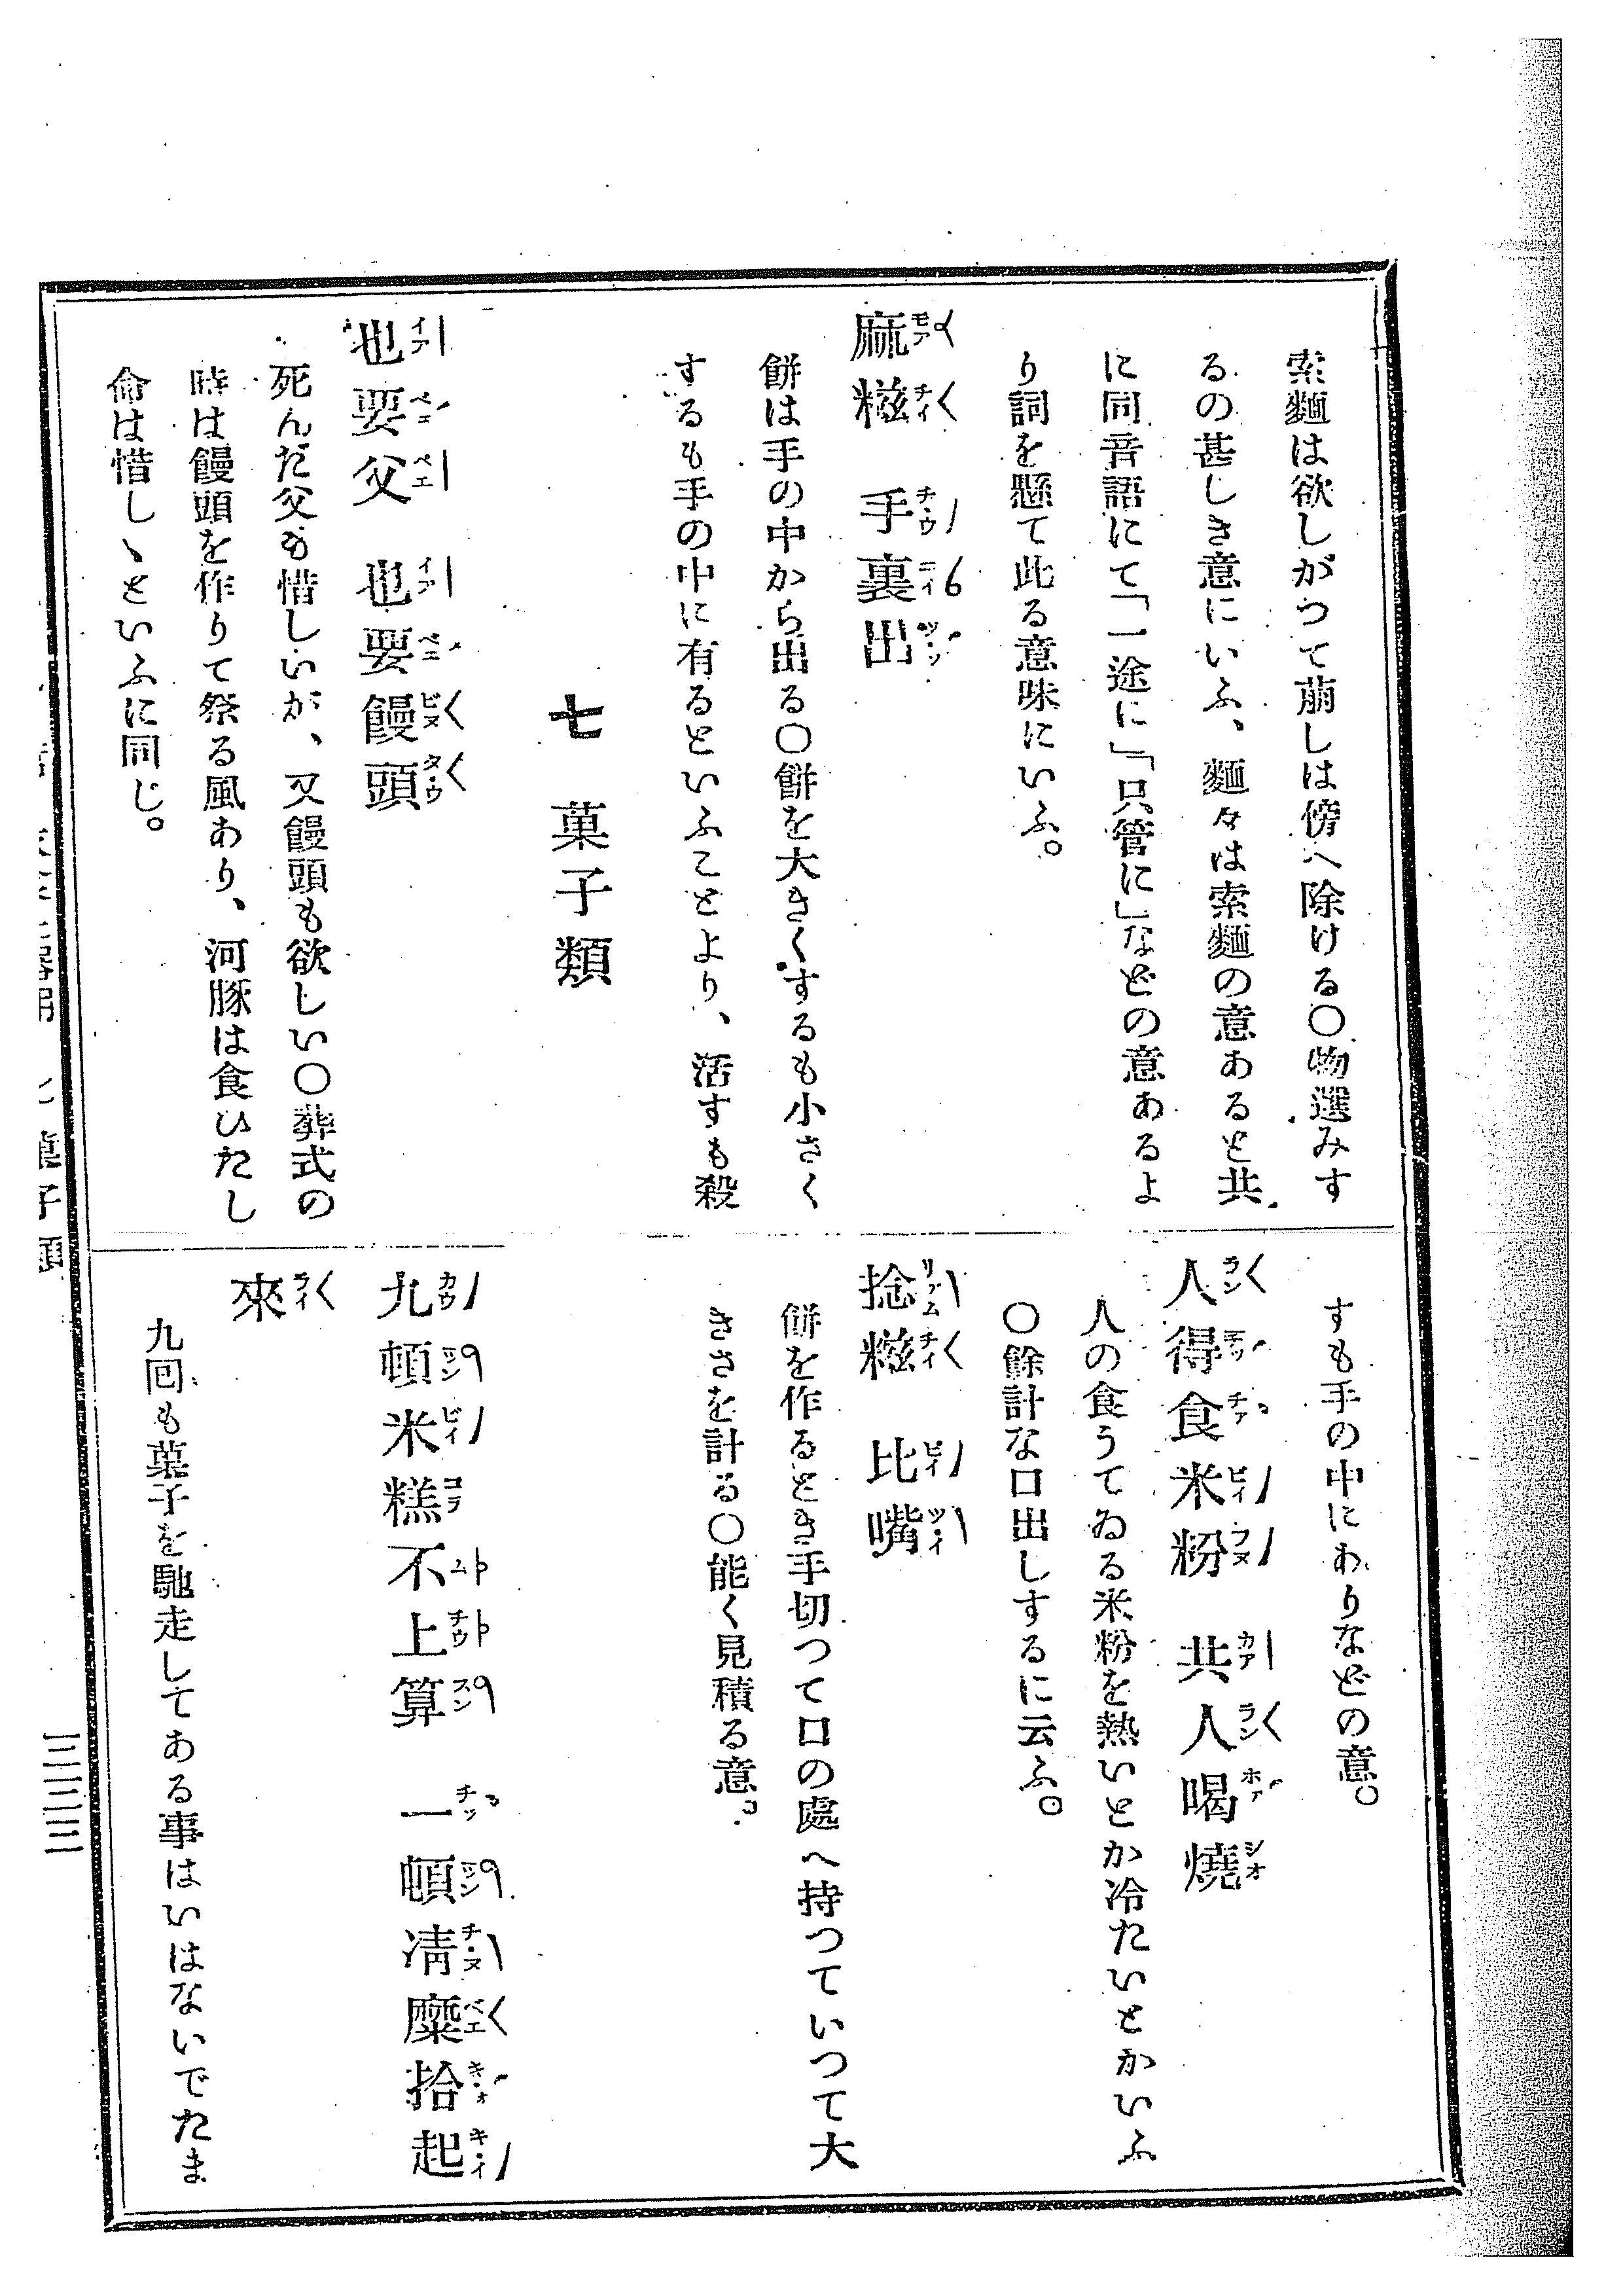 索麵は欲しがつて萠しは傍へ除ける〇物選みす
るの甚しき意にいふ、麵々は索麵の意あると共
に同音語にて「一途に」「只管に」などの意あるよ
り詞を懸て此る意味にいふ。
麻糍　手裏出
餅は手の中から出る〇餅を大きくするも小さく
するも手の中に有るといふことより、活すも殺
七　菓子類
也要父　也要饅頭
死んだ父も惜しいが、又饅頭も欲しい〇葬式の
時は饅頭を作りて祭る風あり、河豚は食ひたし
命は惜しゝといふに同じ。
すも手の中にありなどの意。
人得食米粉　共人喝燒
人の食うてゐる米粉を熱いとか冷たいとかいふ
〇餘計な口出しするに云ふ。
捻糍　比嘴
餅を作るとき手切つて口の處へ持つていつて大
きさを計る〇能く見積る意。
九頓米糕不上算　一頓凊糜拾起
來
九回も菓子を馳走してある事はいはないでたま
菓子類
三三三